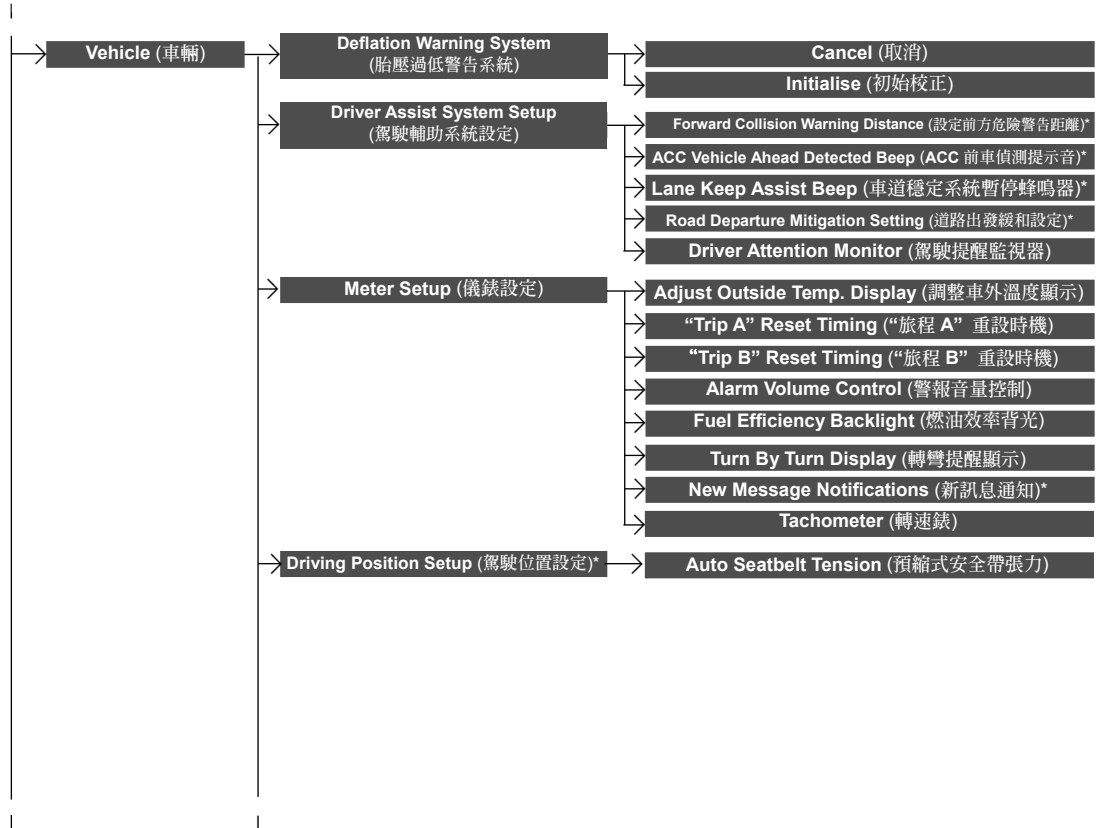 Vehicle (車輛)
Deflation Warning System
(胎壓過低警告系統)
Cancel (取消)
Initialise (初始校正)
Driver Assist System Setup
(駕駛輔助系統設定)
Forward Collision Warning Distance (設定前方危險警告距離)*
ACC Vehicle Ahead Detected Beep (ACC 前車偵測提示音)*
Lane Keep Assist Beep (車道穩定系統暫停蜂鳴器)*
Road Departure Mitigation Setting (道路出發緩和設定)*
Driver Attention Monitor (駕駛提醒監視器)
Meter Setup (儀錶設定)
Adjust Outside Temp. Display (調整車外溫度顯示)
“Trip A” Reset Timing (“旅程 A” 重設時機)
“Trip B” Reset Timing (“旅程 B” 重設時機)
Alarm Volume Control (警報音量控制)
Fuel Efficiency Backlight (燃油效率背光)
Turn By Turn Display (轉彎提醒顯示)
New Message Notifications (新訊息通知)*
Tachometer (轉速錶)
Driving Position Setup (駕駛位置設定)*
Auto Seatbelt Tension (預縮式安全帶張力)